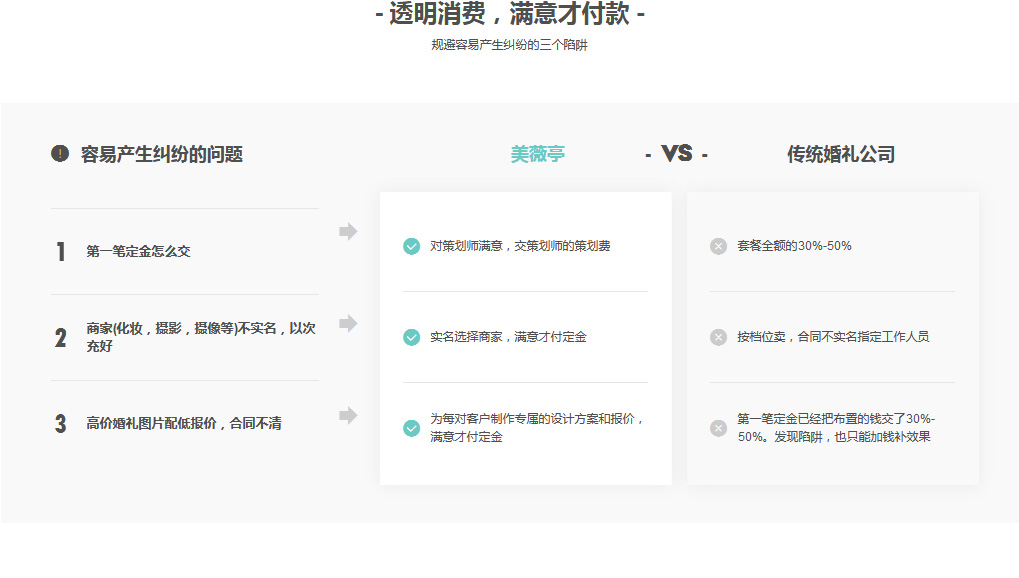 - 透明消费，满意才付款 -
规避容易产生纠纷的三个陷阱
! 容易产生纠纷的问题
美薇亭
- VS -
传统婚礼公司
1 第一笔定金怎么交
对策划师满意，交策划师的策划费
套餐全额的30%-50%
2 商家(化妆，摄影，摄像等)不实名，以次
充好
实名选择商家，满意才付定金
按档位卖，合同不实名指定工作人员
3 高价婚礼图片配低报价，合同不清
为每对客户制作专属的设计方案和报价，
满意才付定金
第一笔定金已经把布置的钱交了30%-
50%。发现陷阱，也只能加钱补效果